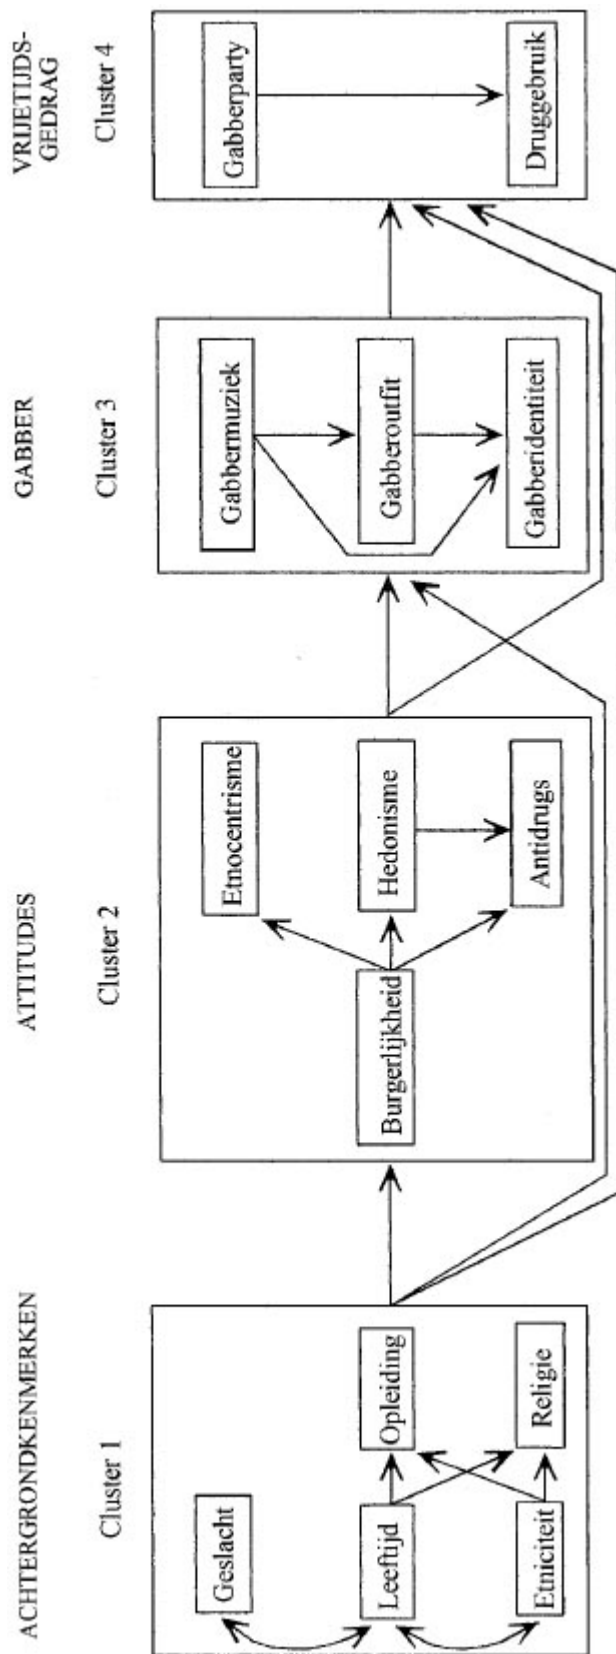 ACHTERGRONDKENMERKEN
Cluster 1
Geslacht
Leeftijd
Opleiding
Etniciteit
Religie
ATTITUDES
Cluster 2
Etnocentrisme
Burgerlijkheid
Hedonisme
Antidrugs
GABBER
Cluster 3
Gabbermuziek
Gabberoutfit
Gabberidentiteit
VRIJETIJDS-
GEDRAG
Cluster 4
Gabberparty
Druggebruik